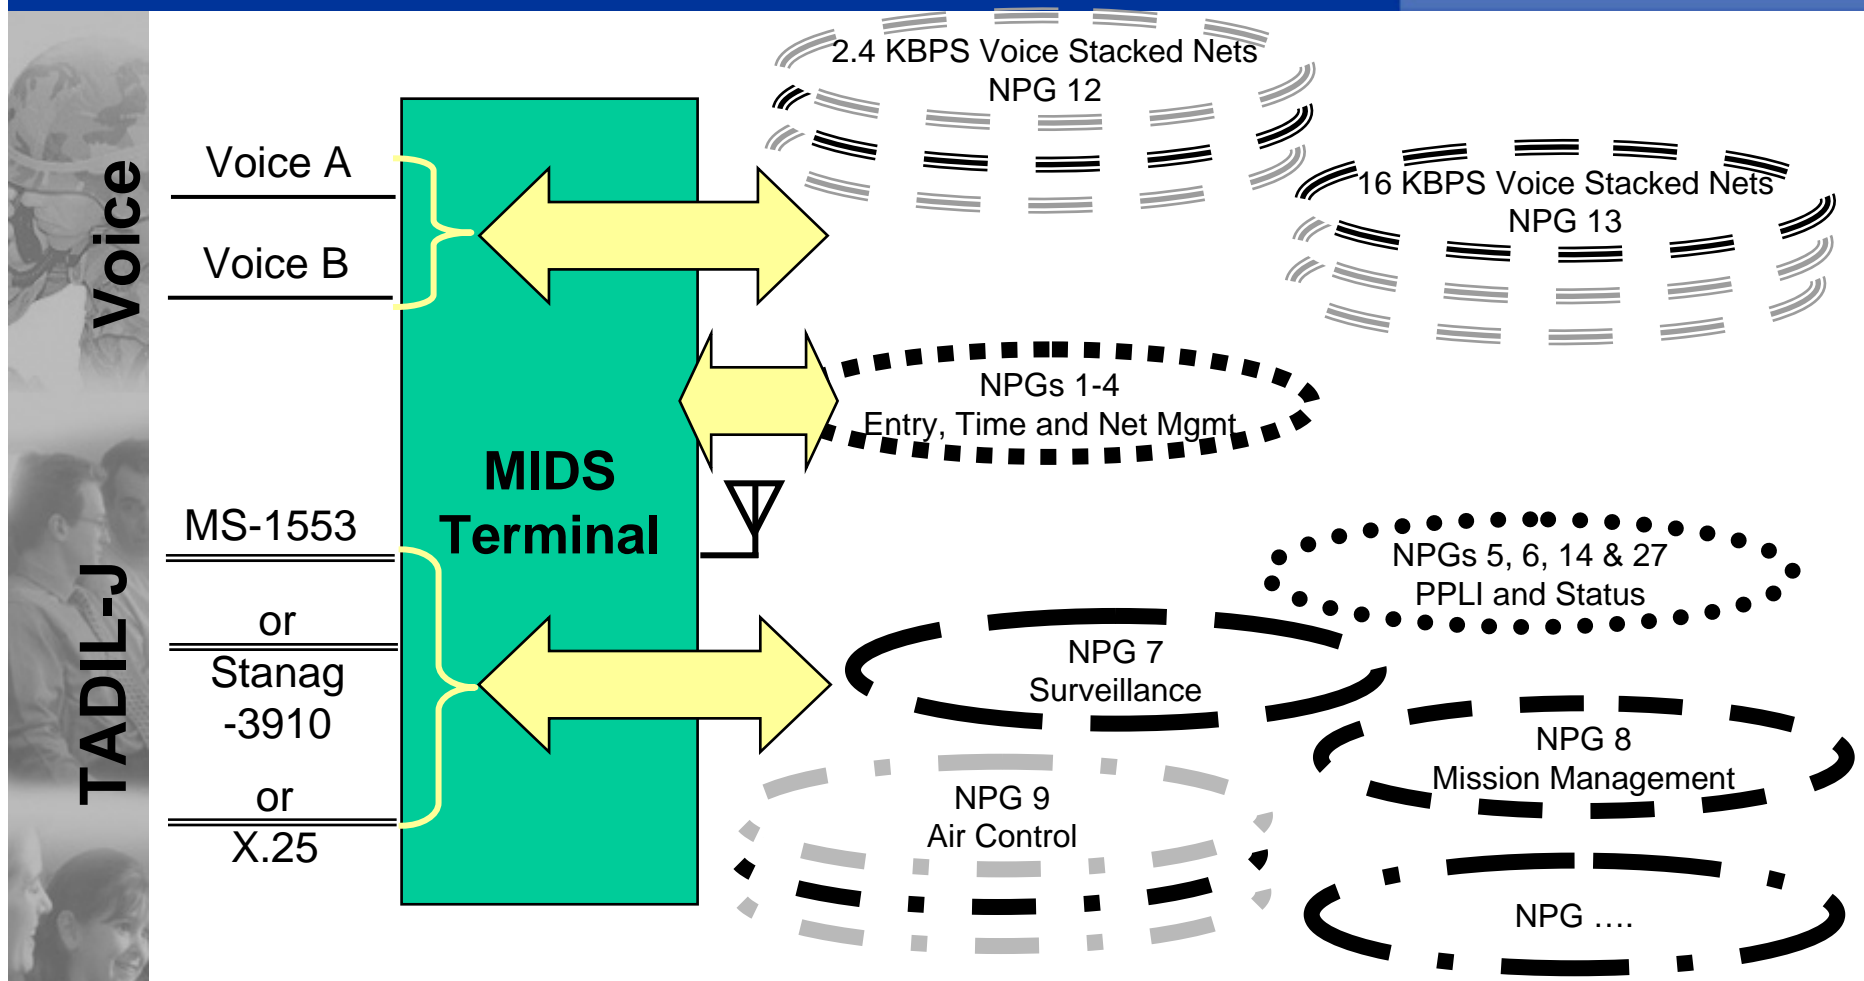 2.4 KBPS Voice Stacked Nets
NPG 12
Voice
Voice A
Voice B
16 KBPS Voice Stacked Nets
NPG 13
NPGs 1-4
Entry, Time and Net Mgmt
MIDS
Terminal
TADIL-J
MS-1553
or
Stanag
-3910
or
X.25
NPGs 5, 6, 14 & 27
PPLI and Status
NPG 7
Surveillance
NPG 8
Mission Management
NPG 9
Air Control
NPG ....